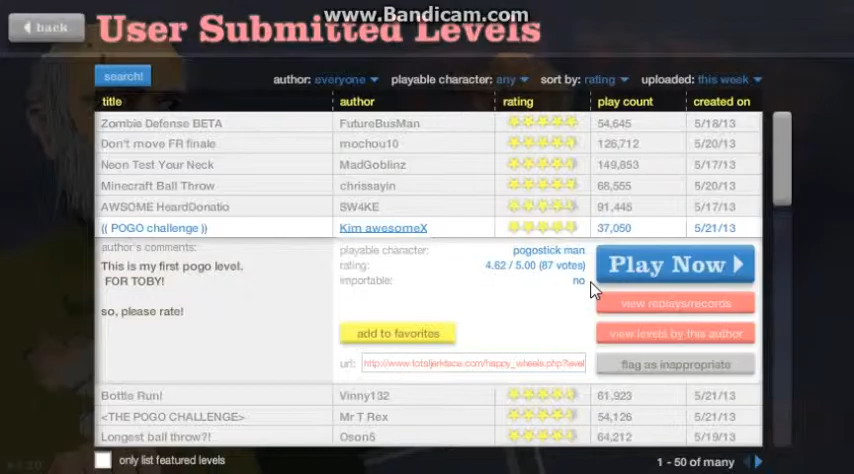 www.Bandicam.com
back
User Submitted Levels
search!
author: everyone playable character: any sort by: rating uploaded: this week
title author rating play count created on
Zombie Defense BETA FutureBusMan 54,645 5/18/13
Don't move FR finale mochou10 126,712 5/20/13
Neon Test Your Neck MadGoblinz 149,853 5/17/13
Minecraft Ball Throw chrissayin 68,555 5/20/13
AWSOME HeardDonatio SW4KE 91,445 5/17/13
(( POGO challenge )) Kim awesomeX 37,050 5/21/13
author's comments:
This is my first pogo level.
FOR TOBY!
so, please rate!
playable character: pogostick man
rating: 4.62 / 5.00 (87 votes)
importable: no
Play Now
view replays/records
add to favorites
view levels by this author
url: http://www.totaljerkface.com/happy_wheels.php?level
flag as inappropriate
Bottle Run! Vinny132 61,923 5/21/13
<THE POGO CHALLENGE> Mr T Rex 54,126 5/21/13
Longest ball throw?! Oson5 64,212 5/19/13
only list featured levels
1 - 50 of many